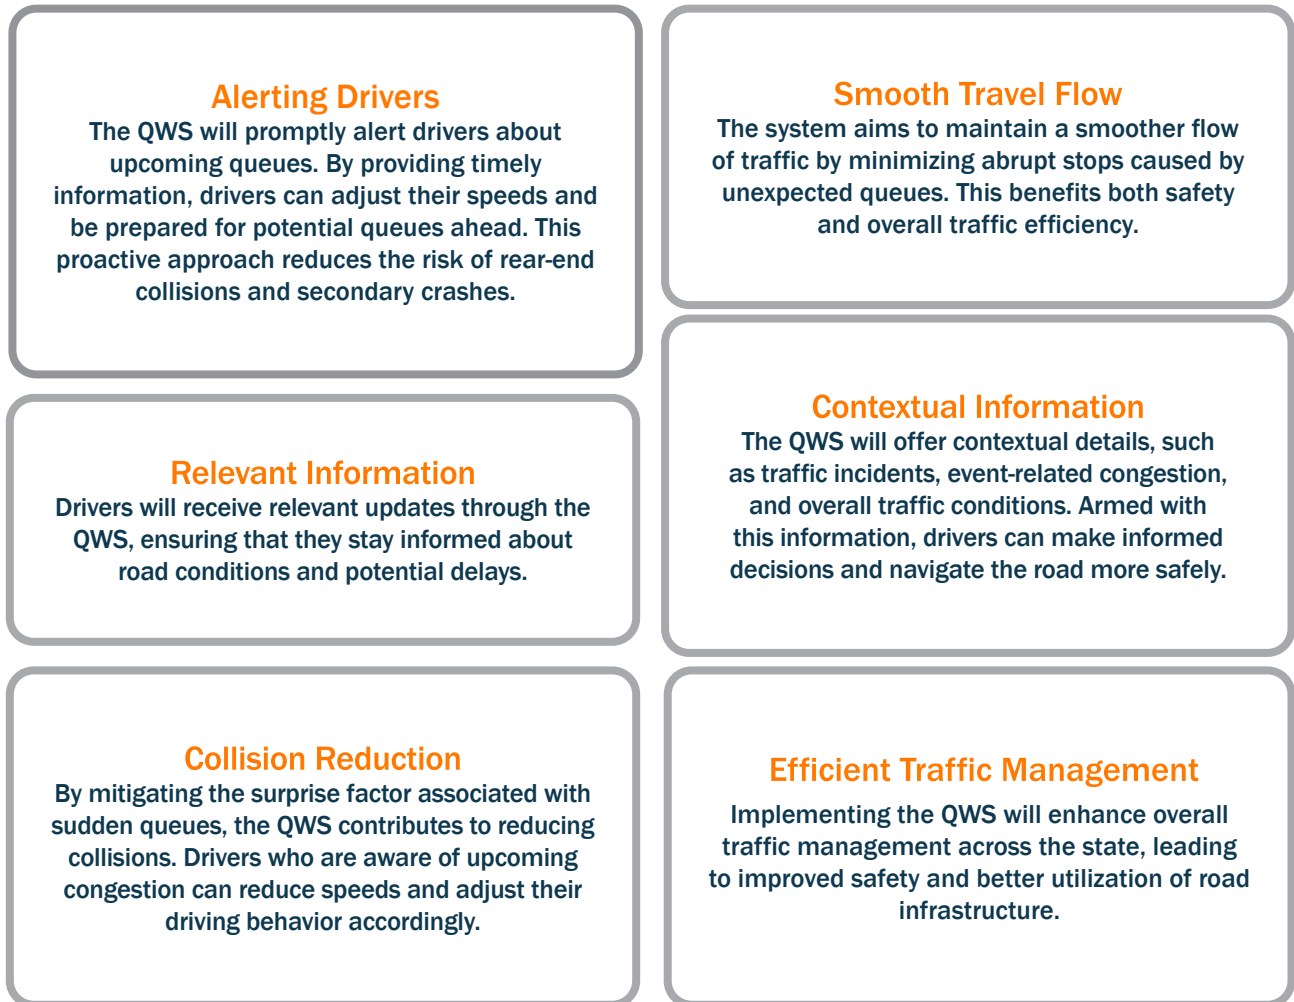 Alerting Drivers
The QWS will promptly alert drivers about
upcoming queues. By providing timely
information, drivers can adjust their speeds and
be prepared for potential queues ahead. This
proactive approach reduces the risk of rear-end
collisions and secondary crashes.
Smooth Travel Flow
The system aims to maintain a smoother flow
of traffic by minimizing abrupt stops caused by
unexpected queues. This benefits both safety
and overall traffic efficiency.
Relevant Information
Drivers will receive relevant updates through the
QWS, ensuring that they stay informed about
road conditions and potential delays.
Contextual Information
The QWS will offer contextual details, such
as traffic incidents, event-related congestion,
and overall traffic conditions. Armed with
this information, drivers can make informed
decisions and navigate the road more safely.
Collision Reduction
By mitigating the surprise factor associated with
sudden queues, the QWS contributes to reducing
collisions. Drivers who are aware of upcoming
congestion can reduce speeds and adjust their
driving behavior accordingly.
Efficient Traffic Management
Implementing the QWS will enhance overall
traffic management across the state, leading
to improved safety and better utilization of road
infrastructure.